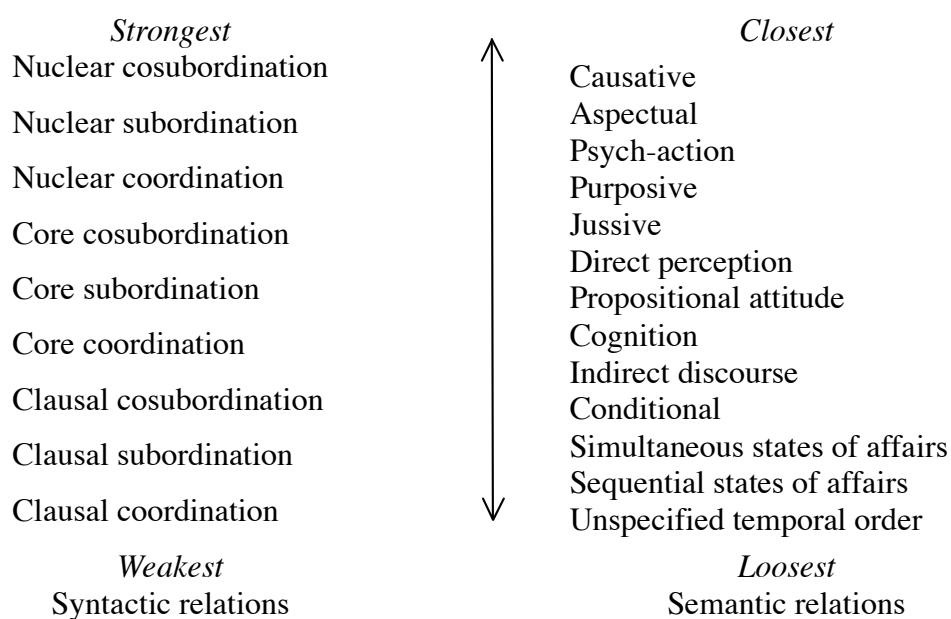 Strongest
Nuclear cosubordination
Nuclear subordination
Nuclear coordination
Core cosubordination
Core subordination
Core coordination
Clausal cosubordination
Clausal subordination
Clausal coordination
Weakest
Syntactic relations
Closest
Causative
Aspectual
Psych-action
Purposive
Jussive
Direct perception
Propositional attitude
Cognition
Indirect discourse
Conditional
Simultaneous states of affairs
Sequential states of affairs
Unspecified temporal order
Loosest
Semantic relations